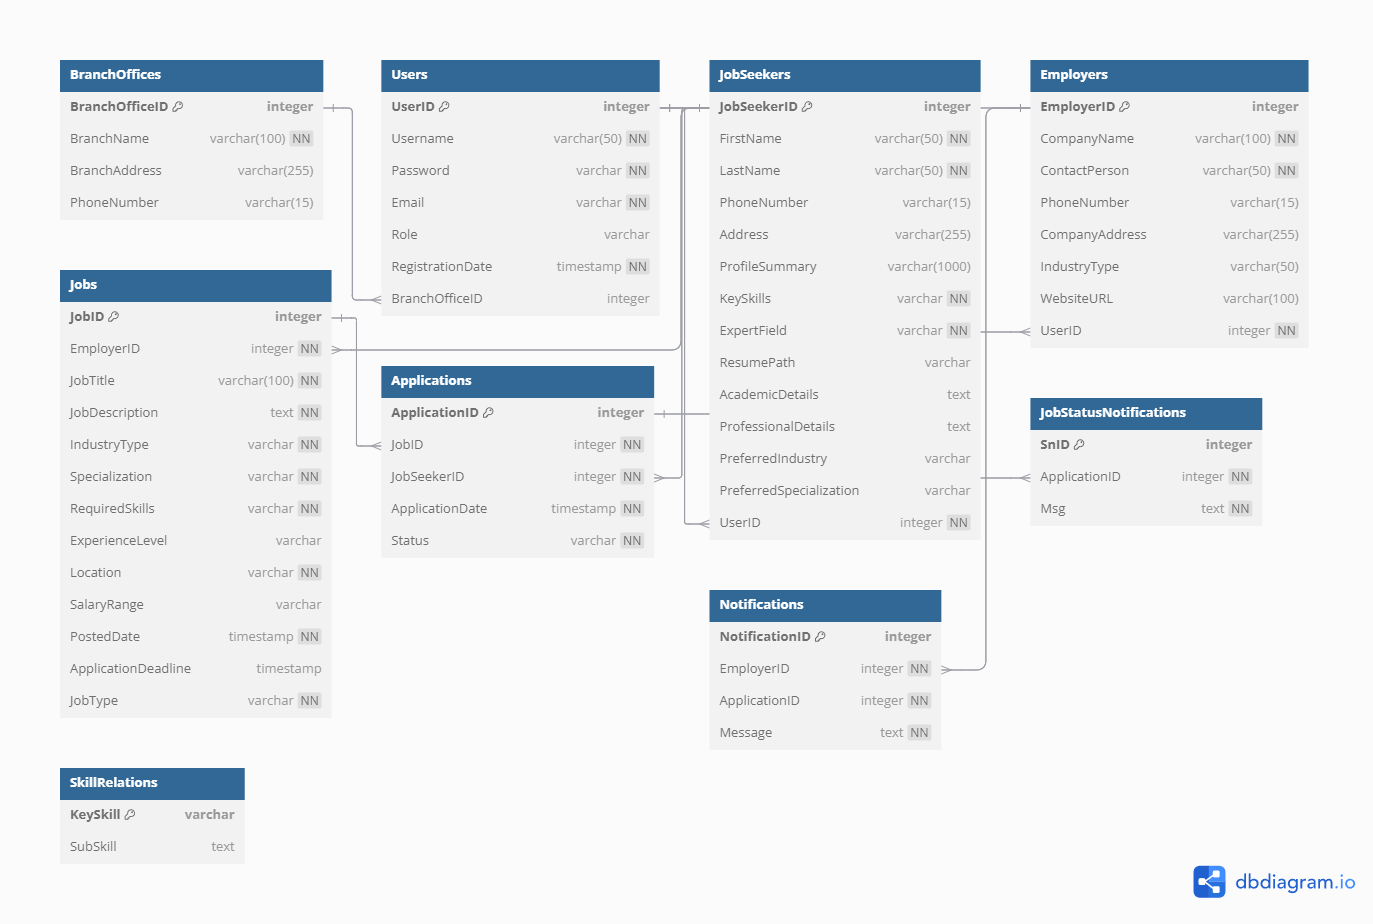 BranchOffices
BranchOfficeID integer
BranchName varchar(100) NN
BranchAddress varchar(255)
PhoneNumber varchar(15)
Users
UserID integer
Username varchar(50) NN
Password varchar NN
Email varchar NN
Role varchar
RegistrationDate timestamp NN
BranchOfficeID integer
JobSeekers
JobSeekerID integer
FirstName varchar(50) NN
LastName varchar(50) NN
PhoneNumber varchar(15)
Address varchar(255)
ProfileSummary varchar(1000)
KeySkills varchar NN
ExpertField varchar NN
ResumePath varchar
AcademicDetails text
ProfessionalDetails text
PreferredIndustry varchar
PreferredSpecialization varchar
UserID integer NN
Employers
EmployerID integer
CompanyName varchar(100) NN
ContactPerson varchar(50) NN
PhoneNumber varchar(15)
CompanyAddress varchar(255)
IndustryType varchar(50)
WebsiteURL varchar(100)
UserID integer NN
Jobs
JobID integer
EmployerID integer NN
JobTitle varchar(100) NN
JobDescription text NN
IndustryType varchar NN
Specialization varchar NN
RequiredSkills varchar NN
ExperienceLevel varchar
Location varchar NN
SalaryRange varchar
PostedDate timestamp NN
ApplicationDeadline timestamp
JobType varchar NN
Applications
ApplicationID integer
JobID integer NN
JobSeekerID integer NN
ApplicationDate timestamp NN
Status varchar NN
JobStatusNotifications
SnID integer
ApplicationID integer NN
Msg text NN
Notifications
NotificationID integer
EmployerID integer NN
ApplicationID integer NN
Message text NN
SkillRelations
KeySkill varchar
SubSkill text
dbdiagram.io